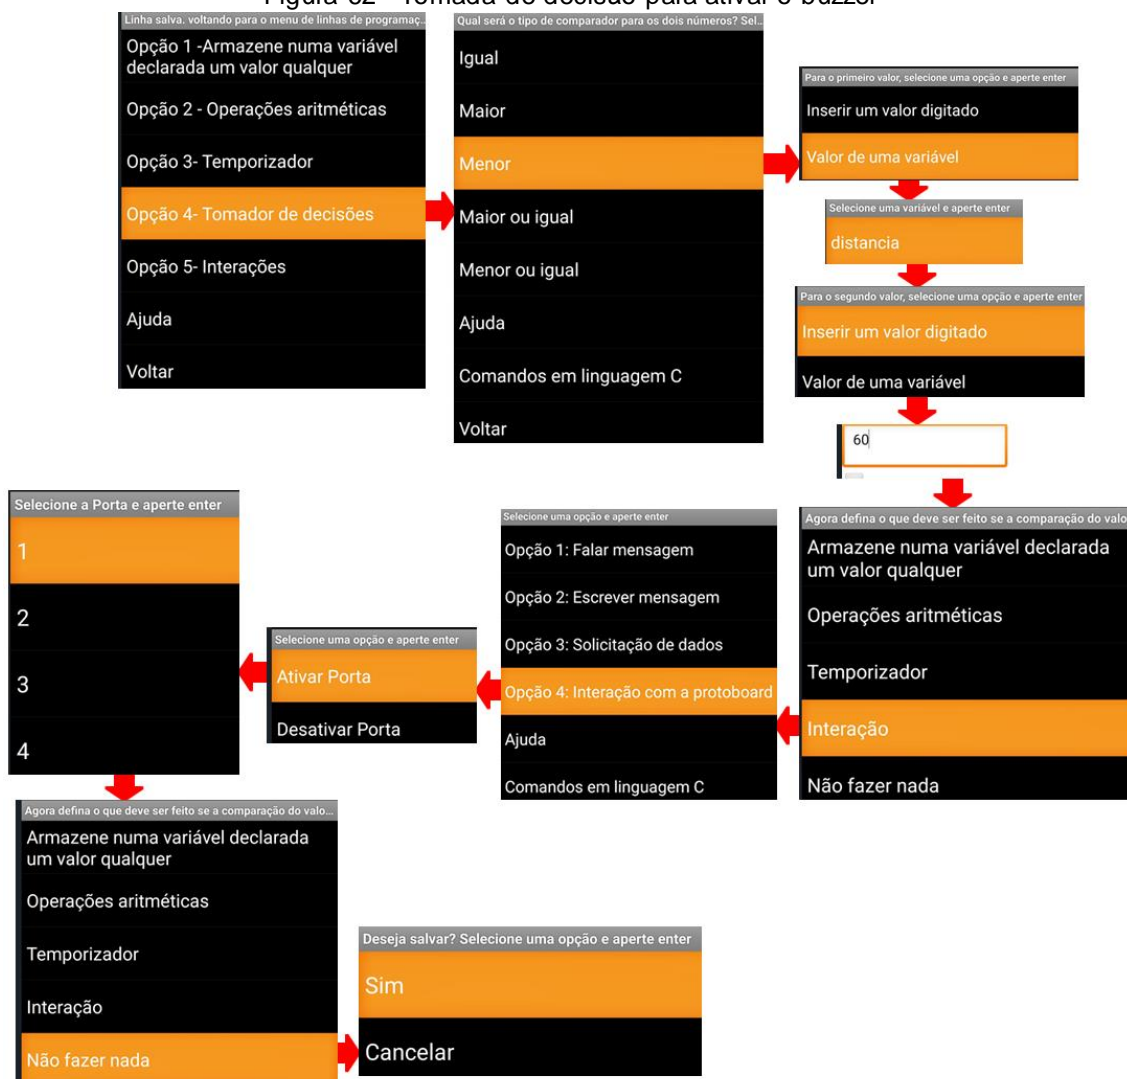 Figura 62 - Tomada de decisão para ativar o buzzer
Linha salva. voltando para o menu de linhas de programaç...
Opção 1 -Armazene numa variável
declarada um valor qualquer
Opção 2 - Operações aritméticas
Opção 3- Temporizador
Opção 4- Tomador de decisões
Opção 5- Interações
Ajuda
Voltar
Qual será o tipo de comparador para os dois números? Sel...
Igual
Maior
Menor
Maior ou igual
Menor ou igual
Ajuda
Comandos em linguagem C
Voltar
Para o primeiro valor, selecione uma opção e aperte enter
Inserir um valor digitado
Valor de uma variável
Selecione uma variável e aperte enter
distancia
Para o segundo valor, selecione uma opção e aperte enter
Inserir um valor digitado
Valor de uma variável
60
Agora defina o que deve ser feito se a comparação do valo
Armazene numa variável declarada
um valor qualquer
Operações aritméticas
Temporizador
Interação
Não fazer nada
Selecione uma opção e aperte enter
Opção 1: Falar mensagem
Opção 2: Escrever mensagem
Opção 3: Solicitação de dados
Opção 4: Interação com a protoboard
Ajuda
Comandos em linguagem C
Selecione uma opção e aperte enter
Ativar Porta
Desativar Porta
Selecione a Porta e aperte enter
1
2
3
4
Agora defina o que deve ser feito se a comparação do valo...
Armazene numa variável declarada
um valor qualquer
Operações aritméticas
Temporizador
Interação
Não fazer nada
Deseja salvar? Selecione uma opção e aperte enter
Sim
Cancelar